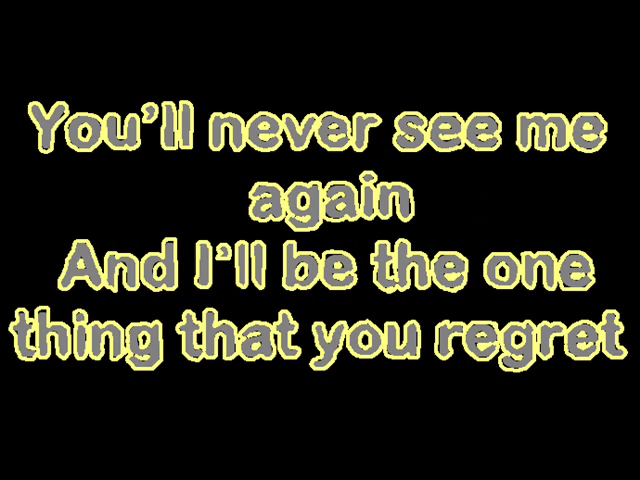 You'll never see me
again
And I'll be the one
thing that you regret